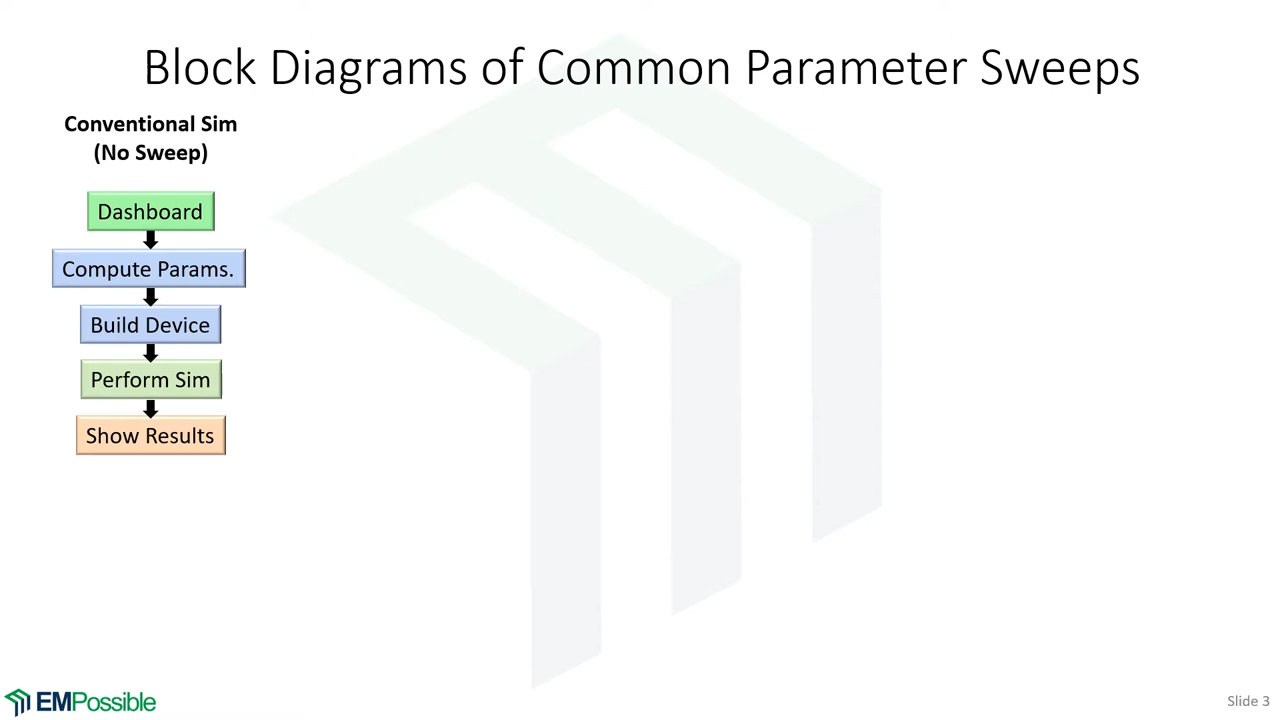 Block Diagrams of Common Parameter Sweeps
Conventional Sim
(No Sweep)
Dashboard
Compute Params.
Build Device
Perform Sim
Show Results
EMPossible
Slide 3